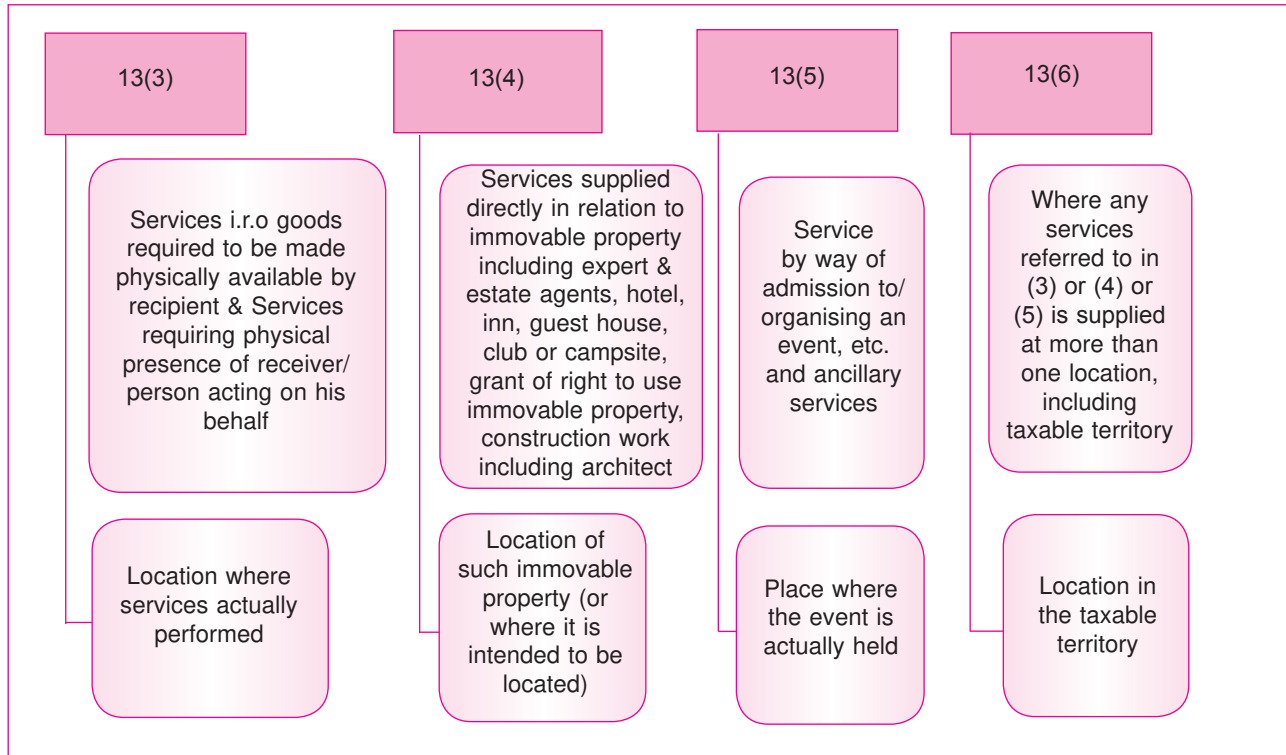 13(3)
Services i.r.o goods
required to be made
physically available by
recipient & Services
requiring physical
presence of receiver/
person acting on his
behalf
Location where
services actually
performed
13(4)
Services supplied
directly in relation to
immovable property
including expert &
estate agents, hotel,
inn, guest house,
club or campsite,
grant of right to use
immovable property,
construction work
including architect
Location of
such immovable
property (or
where it is
intended to be
located)
13(5)
Service
by way of
admission to/
organising an
event, etc.
and ancillary
services
Place where
the event is
actually held
13(6)
Where any
services
referred to in
(3) or (4) or
(5) is supplied
at more than
one location,
including
taxable territory
Location in
the taxable
territory